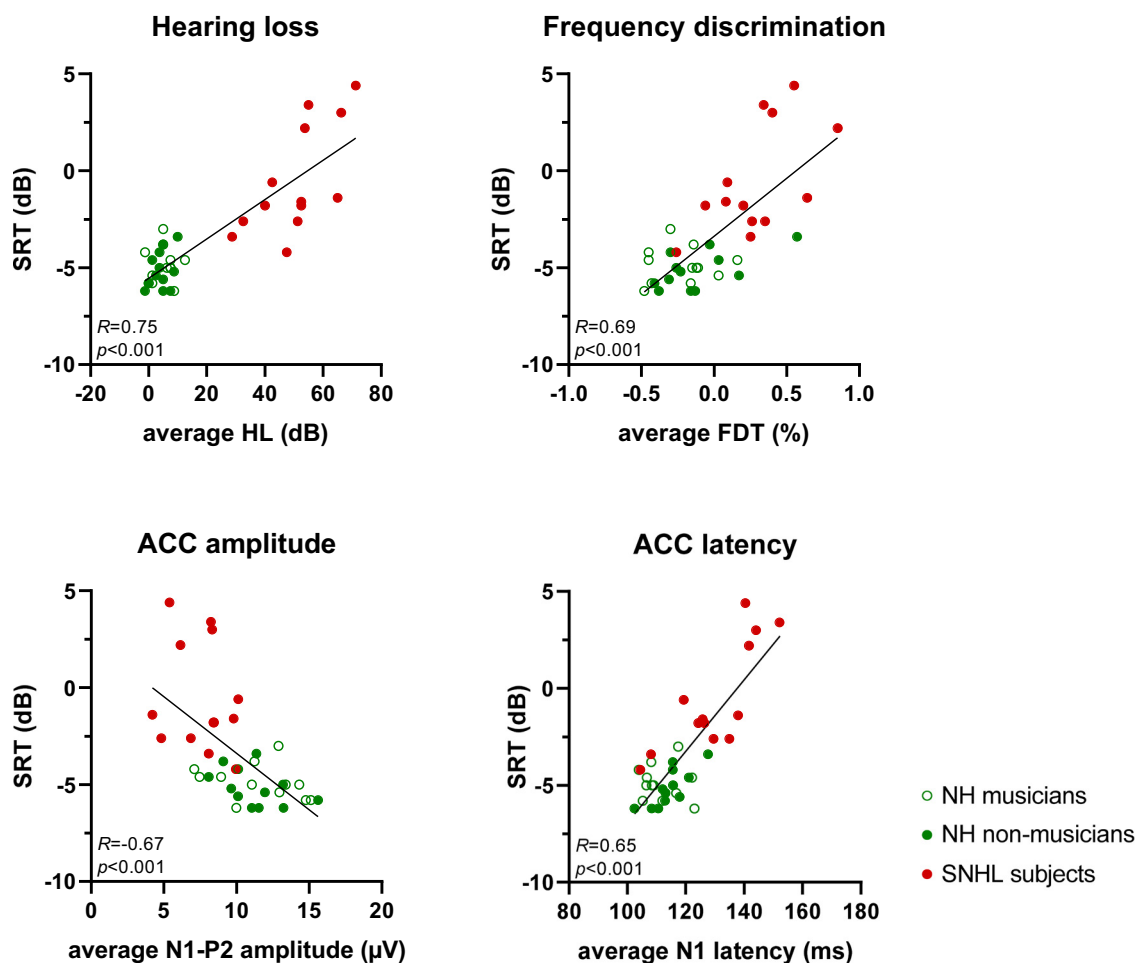 Hearing loss
5
0
-5
-10
SRT (dB)
R=0.75
p<0.001
-20 0 20 40 60 80
average HL (dB)
Frequency discrimination
5
0
-5
-10
SRT (dB)
R=0.69
p<0.001
-1.0 -0.5 0.0 0.5 1.0
average FDT (%)
ACC amplitude
5
0
-5
-10
SRT (dB)
R=-0.67
p<0.001
0 5 10 15 20
average N1-P2 amplitude (µV)
ACC latency
5
0
-5
-10
SRT (dB)
R=0.65
p<0.001
80 100 120 140 160 180
average N1 latency (ms)
NH musicians
NH non-musicians
SNHL subjects